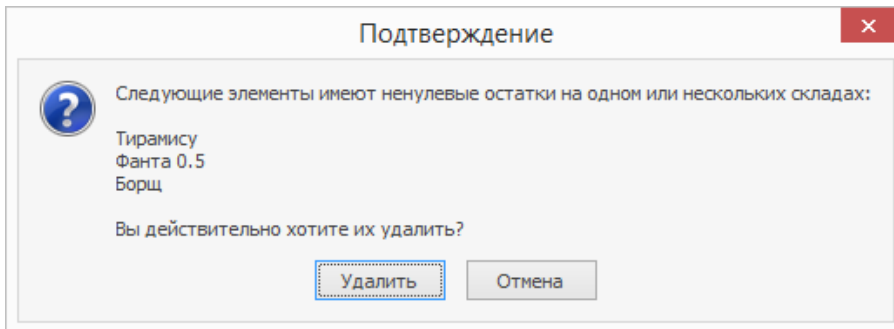 Подтверждение
Следующие элементы имеют ненулевые остатки на одном или нескольких складах:
Тирамису
Фанта 0.5
Борщ
Вы действительно хотите их удалить?
Удалить
Отмена